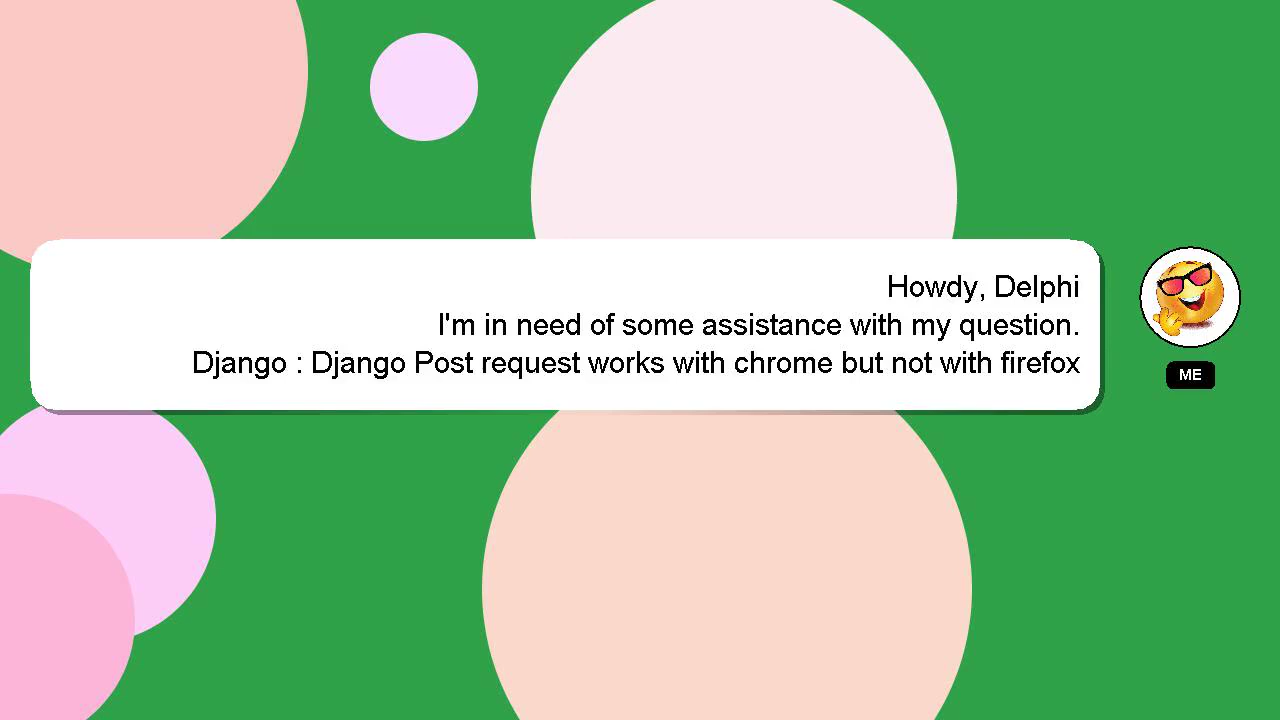 Howdy, Delphi
I'm in need of some assistance with my question.
Django : Django Post request works with chrome but not with firefox
ME